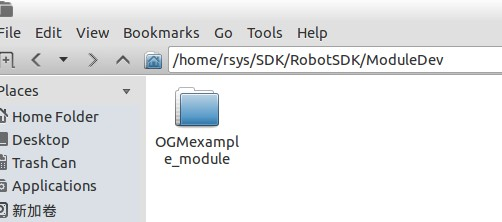 File Edit View Bookmarks Go Tools Help
/home/rsys/SDK/RobotSDK/ModuleDev
Places
Home Folder
Desktop
Trash Can
Applications
新加卷
OGMexampl
e_module